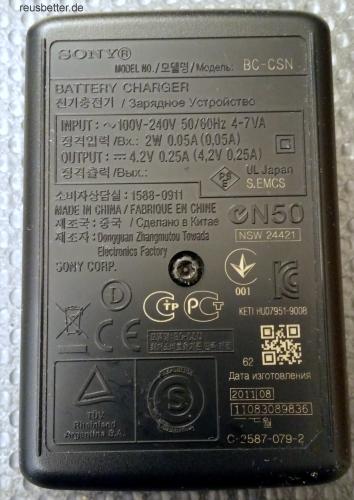 reusbetter.de
SONY®
MODEL NO./모델명/Модель: BC-CSN
BATTERY CHARGER
전기충전기 / Зарядное Устройство
INPUT: ~100V-240V 50/60Hz 4-7VA
정격입력/Вх.: 2W 0.05A (0,05A)
OUTPUT: ⎓4.2V 0.25A (4,2V 0.25A)
정격출력/Вых.:
PS E
UL Japan
S.EMCS
소비자상담실: 1588-0911
MADE IN CHINA / FABRIQUÉ EN CHINE
제조국: 중국 / Сделано в Китае
제조자: Dongguan Zhangmutou Towada
Electronics Factory
SONY CORP.
N50
NSW 24421
D
001
KETI HU07951-9008
CE
TÜV
Rheinland
Argentina S.A.
S
62
Дата изготовления
2011|08
11083089836
C-2587-079-2